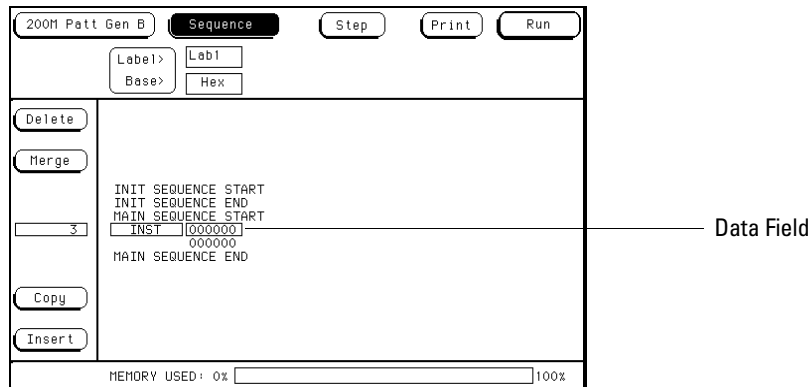 200M Patt Gen B Sequence Step Print Run
Label> Lab1
Base> Hex
Delete
Merge
INIT SEQUENCE START
INIT SEQUENCE END
MAIN SEQUENCE START
3 INST 000000 Data Field
000000
MAIN SEQUENCE END
Copy
Insert
MEMORY USED: 0% 100%